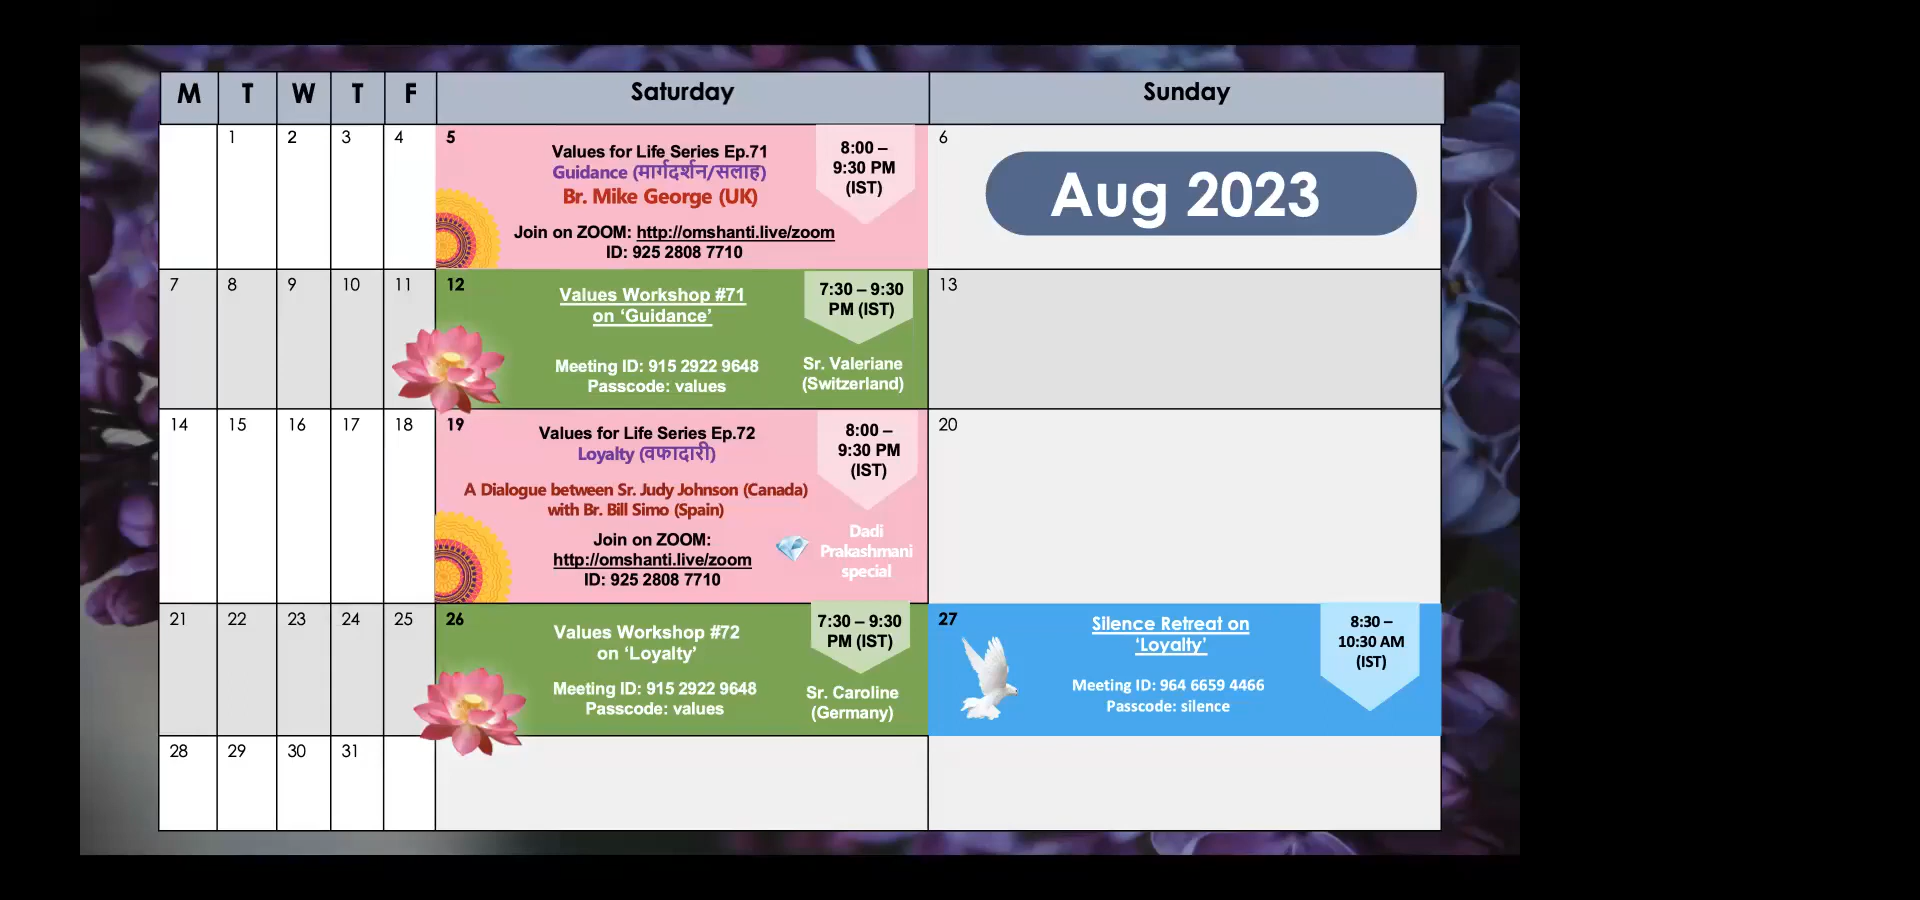 M T W T F Saturday Sunday
1 2 3 4
5
Values for Life Series Ep.71
Guidance (मार्गदर्शन/सलाह)
Br. Mike George (UK)
Join on ZOOM: http://omshanti.live/zoom
ID: 925 2808 7710
8:00 –
9:30 PM
(IST)
6
Aug 2023
7 8 9 10 11
12
Values Workshop #71
on ‘Guidance’
Meeting ID: 915 2922 9648
Passcode: values
7:30 – 9:30
PM (IST)
Sr. Valeriane
(Switzerland)
13
14 15 16 17 18
19
Values for Life Series Ep.72
Loyalty (वफादारी)
A Dialogue between Sr. Judy Johnson (Canada)
with Br. Bill Simo (Spain)
Join on ZOOM:
http://omshanti.live/zoom
ID: 925 2808 7710
8:00 –
9:30 PM
(IST)
Dadi
Prakashmani
special
20
21 22 23 24 25
26
Values Workshop #72
on ‘Loyalty’
Meeting ID: 915 2922 9648
Passcode: values
7:30 – 9:30
PM (IST)
Sr. Caroline
(Germany)
27
Silence Retreat on
‘Loyalty’
Meeting ID: 964 6659 4466
Passcode: silence
8:30 –
10:30 AM
(IST)
28 29 30 31